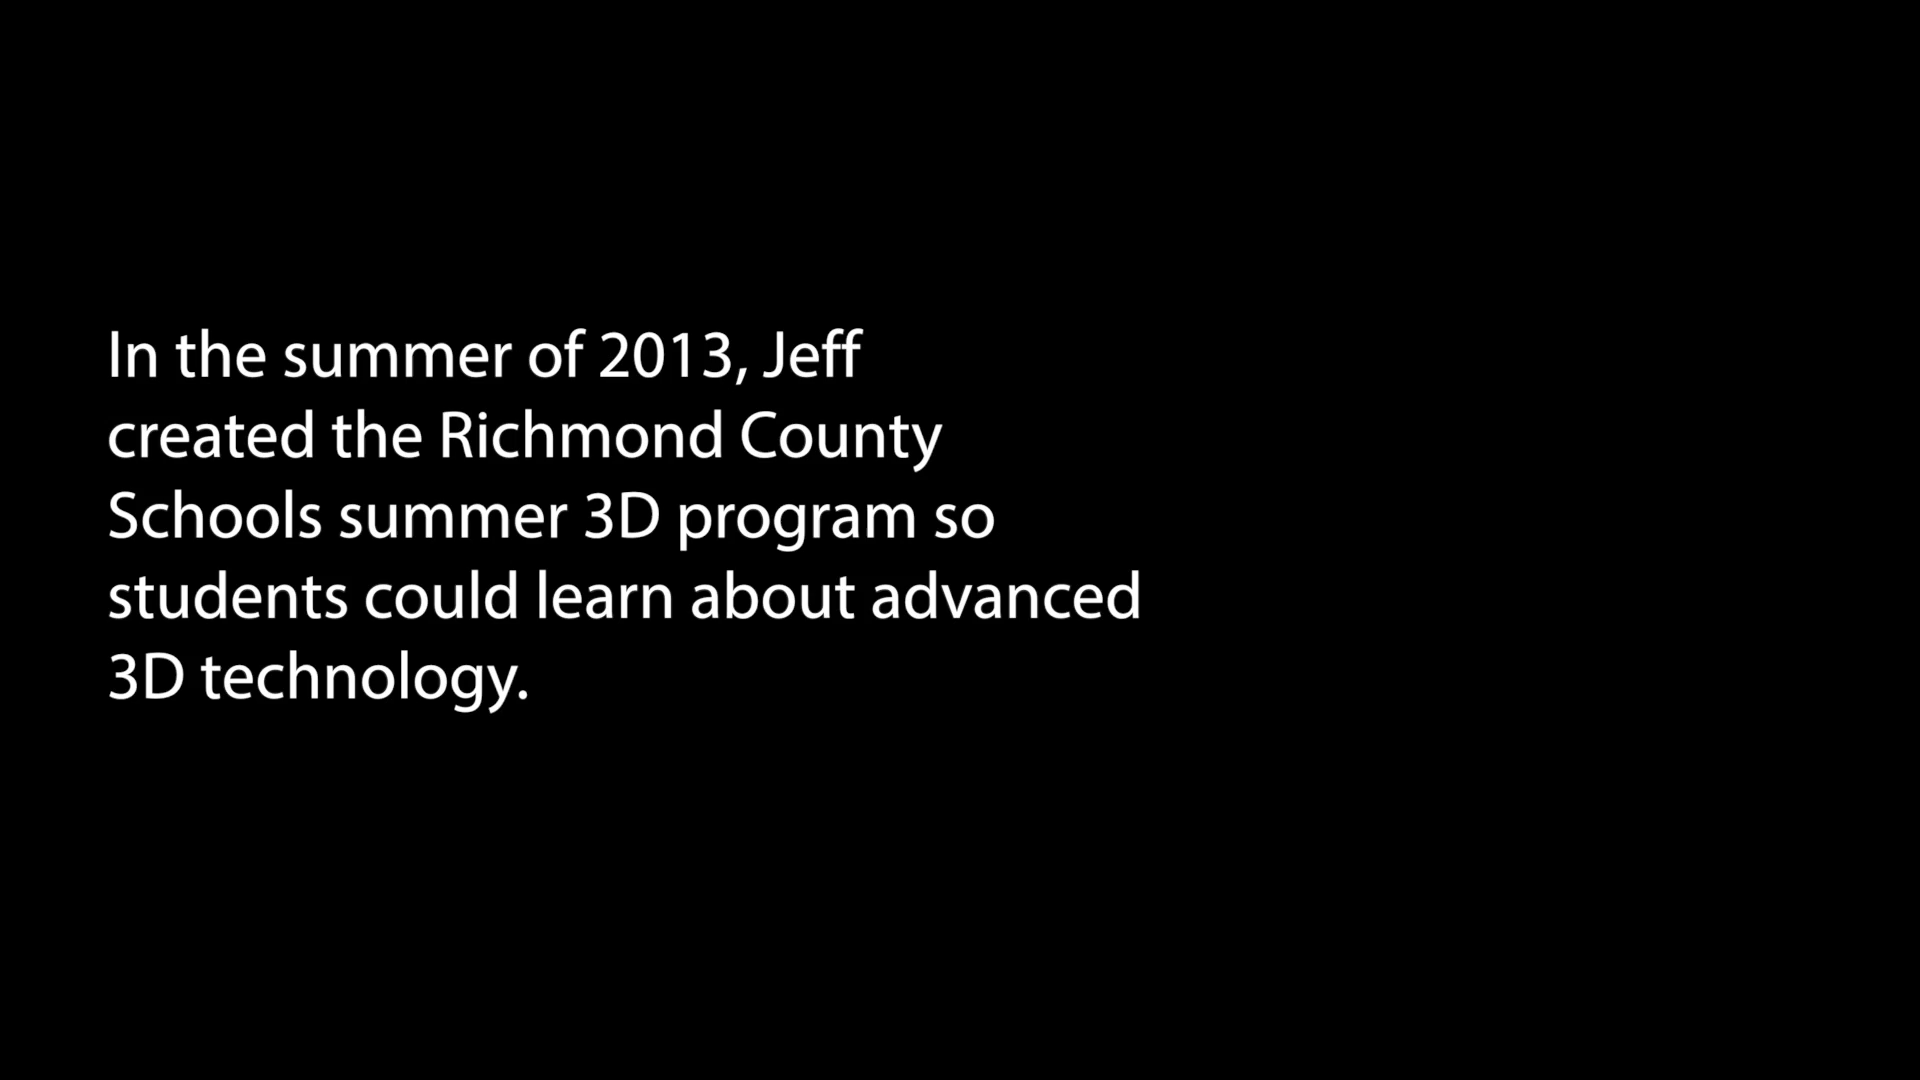 In the summer of 2013, Jeff
created the Richmond County
Schools summer 3D program so
students could learn about advanced
3D technology.